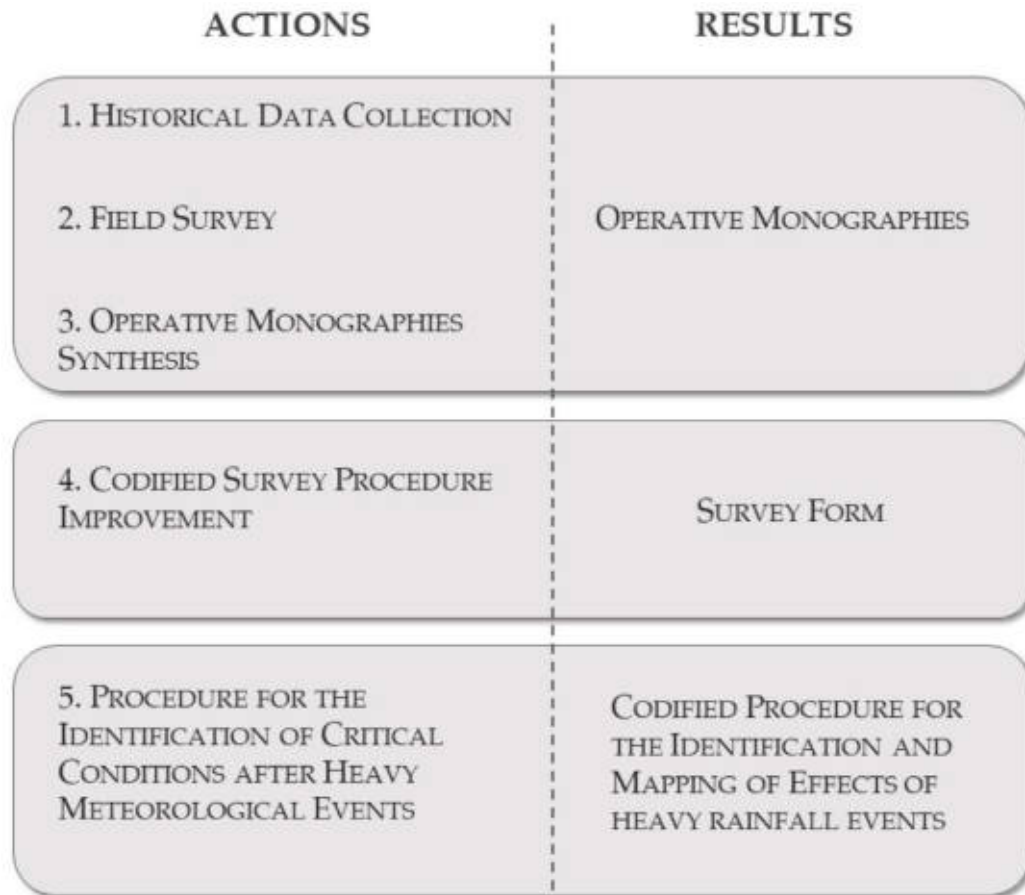 ACTIONS
RESULTS
1. HISTORICAL DATA COLLECTION
2. FIELD SURVEY
OPERATIVE MONOGRAPHIES
3. OPERATIVE MONOGRAPHIES
SYNTHESIS
4. CODIFIED SURVEY PROCEDURE
IMPROVEMENT
SURVEY FORM
5. PROCEDURE FOR THE
IDENTIFICATION OF CRITICAL
CONDITIONS AFTER HEAVY
METEOROLOGICAL EVENTS
CODIFIED PROCEDURE FOR
THE IDENTIFICATION AND
MAPPING OF EFFECTS OF
HEAVY RAINFALL EVENTS